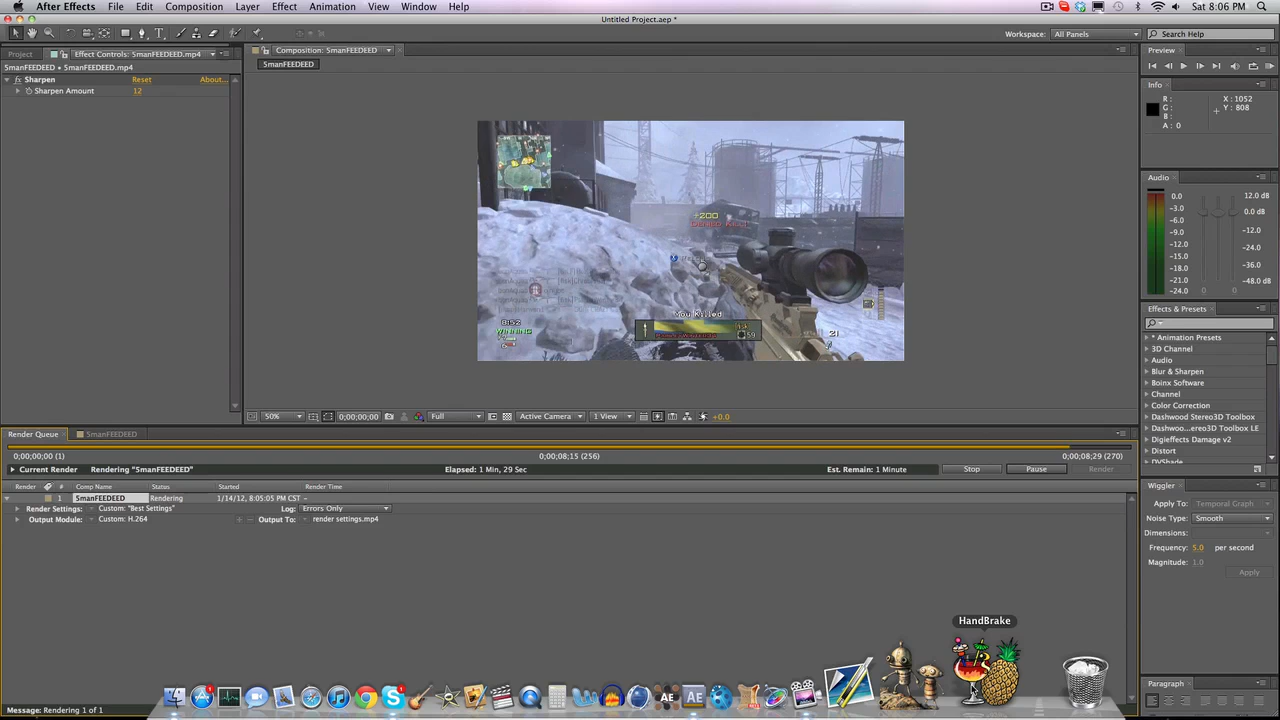 After Effects File Edit Composition Layer Effect Animation View Window Help Sat 8:06 PM
Untitled Project.aep *
Workspace: All Panels Search Help
Project Effect Controls: SmanFEEDEED.mp4 Composition: SmanFEEDEED Preview
SmanFEEDEED • SmanFEEDEED.mp4 SmanFEEDEED
Sharpen Reset About...
Sharpen Amount 12
Info
R : X : 1052
G : Y : 808
B :
A : 0
+200
8:52
WINNING
You Killed
59
21
Audio
0.0 12.0 dB
-3.0
-6.0 0.0 dB
-9.0
-12.0 -12.0
-15.0 -24.0
-18.0
-21.0 -36.0
-24.0 -48.0 dB
Effects & Presets
* Animation Presets
3D Channel
Audio
Blur & Sharpen
Boinx Software
Channel
Color Correction
Dashwood Stereo3D Toolbox
Dashwoo...ereo3D Toolbox LE
Digieffects Damage v2
Distort
DVShade
50% 0;00;00;00 Full Active Camera 1 View +0.0
Render Queue SmanFEEDEED
0;00;00;00 (1) 0;00;08;15 (256) 0;00;08;29 (270)
Current Render Rendering "SmanFEEDEED" Elapsed: 1 Min, 29 Sec Est. Remain: 1 Minute Stop Pause Render
Render # Comp Name Status Started Render Time
1 SmanFEEDEED Rendering 1/14/12, 8:05:05 PM CST -
Render Settings: Custom: "Best Settings" Log: Errors Only
Output Module: Custom: H.264 Output To: render settings.mp4
Wiggler
Apply To: Temporal Graph
Noise Type: Smooth
Dimensions:
Frequency: 5.0 per second
Magnitude: 1.0
Apply
HandBrake
AE AE
Paragraph
Message: Rendering 1 of 1